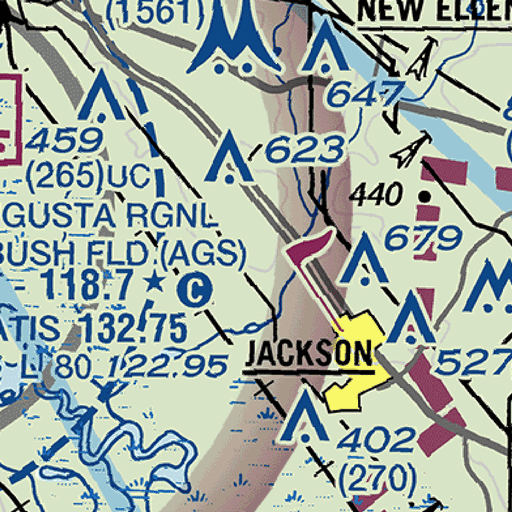 (1561)
NEW ELLEN
647
459
(265)UC
623
440
GUSTA RGNL
BUSH FLD (AGS)
118.7 ★ C
679
ATIS 132.75
80 122.95
JACKSON
527
402
(270)